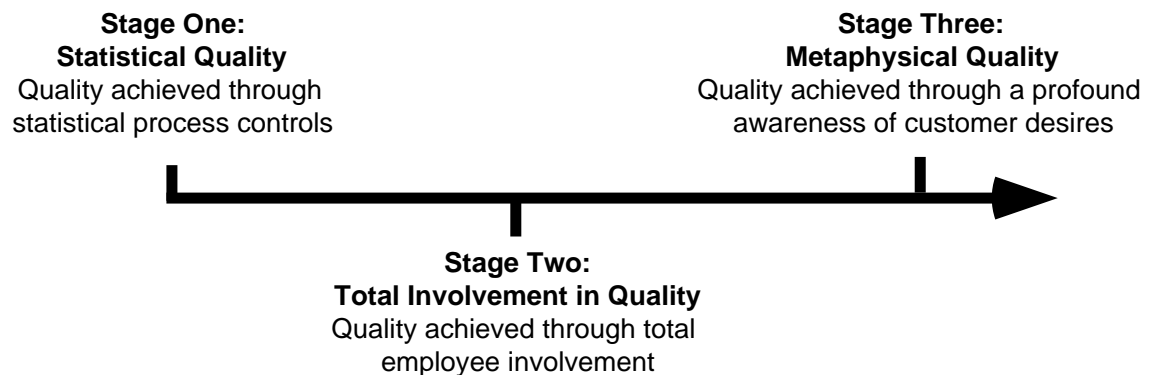 Stage One:
Statistical Quality
Quality achieved through
statistical process controls
Stage Two:
Total Involvement in Quality
Quality achieved through total
employee involvement
Stage Three:
Metaphysical Quality
Quality achieved through a profound
awareness of customer desires